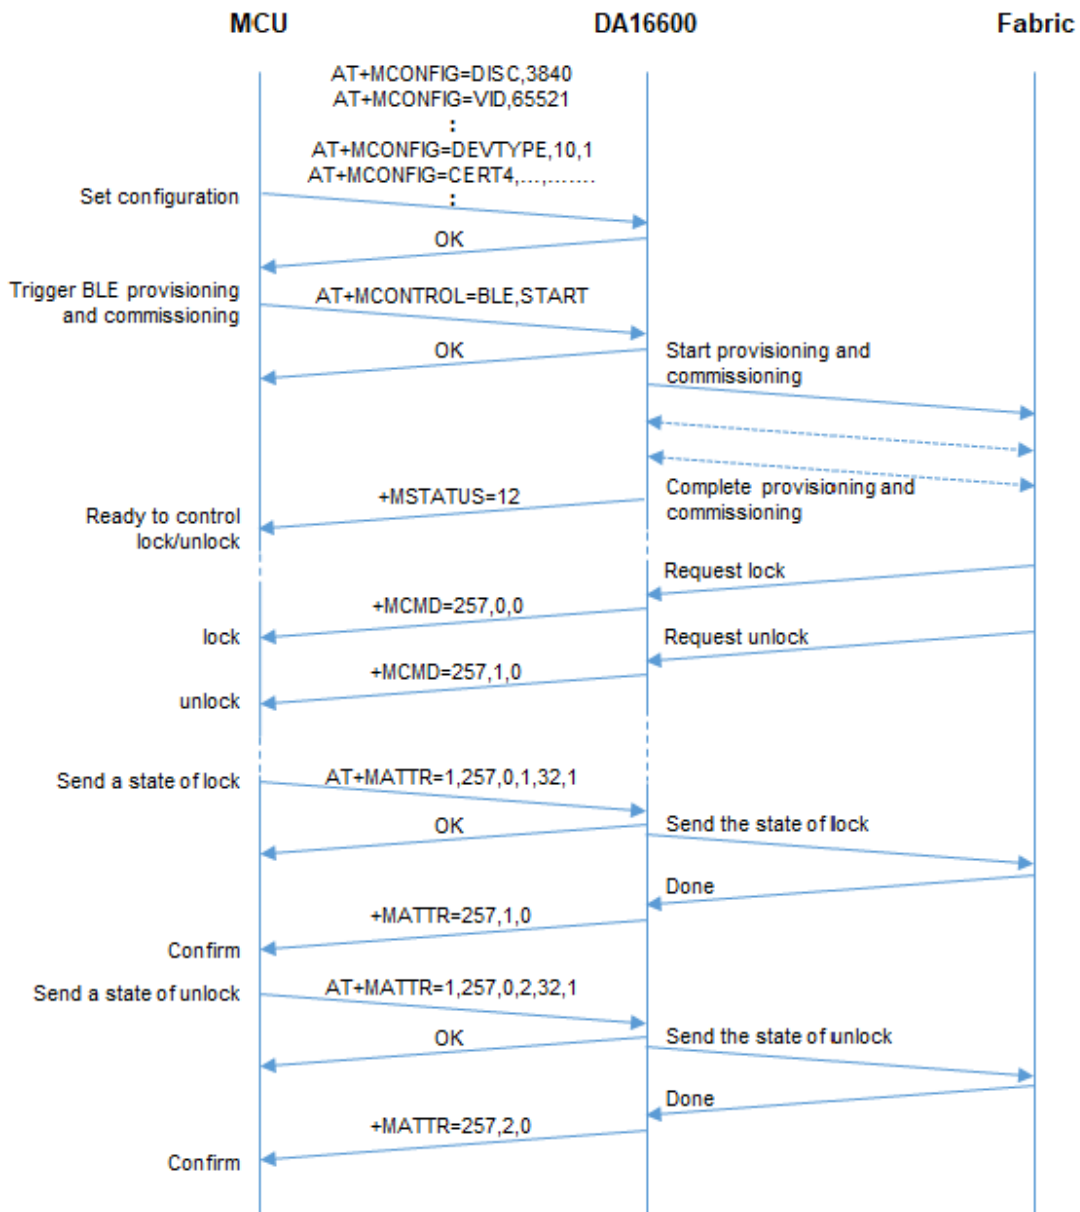 MCU
DA16600
Fabric
AT+MCONFIG=DISC,3840
AT+MCONFIG=VID,65521
:
AT+MCONFIG=DEVTYPE,10,1
AT+MCONFIG=CERT4,...,.......
:
Set configuration
OK
Trigger BLE provisioning
and commissioning
AT+MCONTROL=BLE,START
OK
Start provisioning and
commissioning
+MSTATUS=12
Complete provisioning and
commissioning
Ready to control
lock/unlock
Request lock
+MCMD=257,0,0
lock
Request unlock
+MCMD=257,1,0
unlock
Send a state of lock
AT+MATTR=1,257,0,1,32,1
OK
Send the state of lock
Done
+MATTR=257,1,0
Confirm
Send a state of unlock
AT+MATTR=1,257,0,2,32,1
OK
Send the state of unlock
Done
+MATTR=257,2,0
Confirm